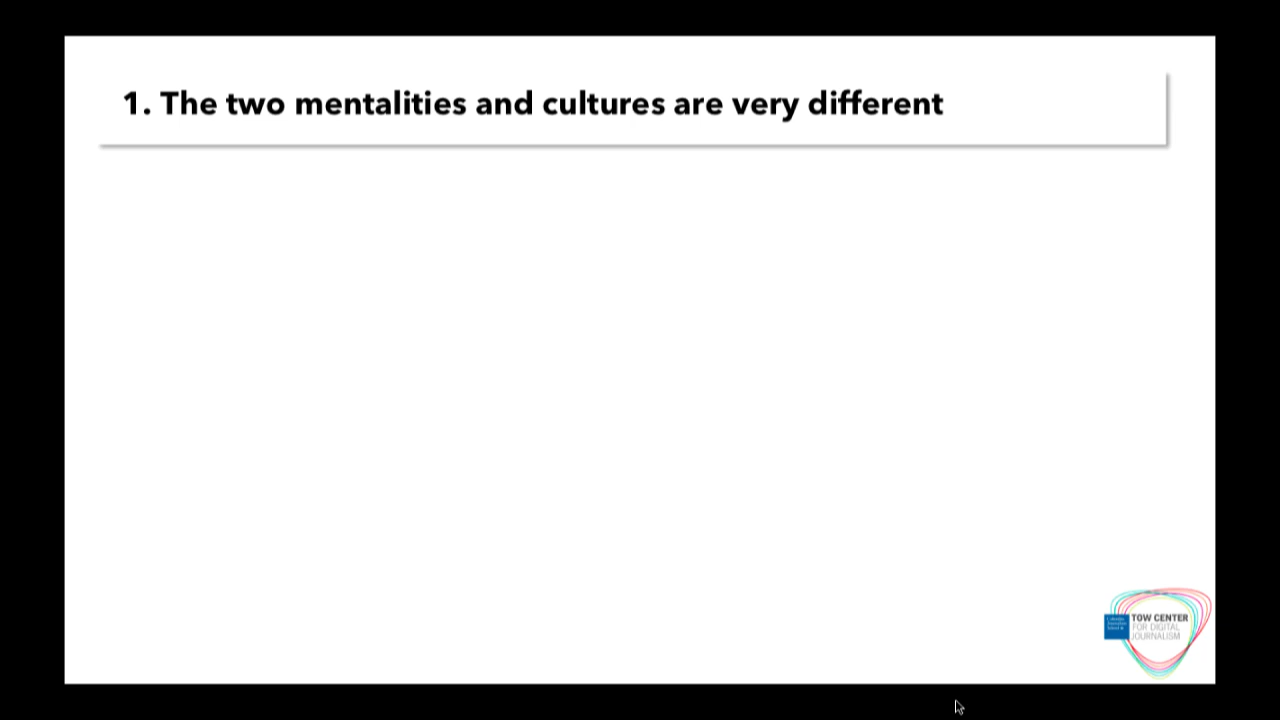 1. The two mentalities and cultures are very different
TOW CENTER
FOR DIGITAL
JOURNALISM